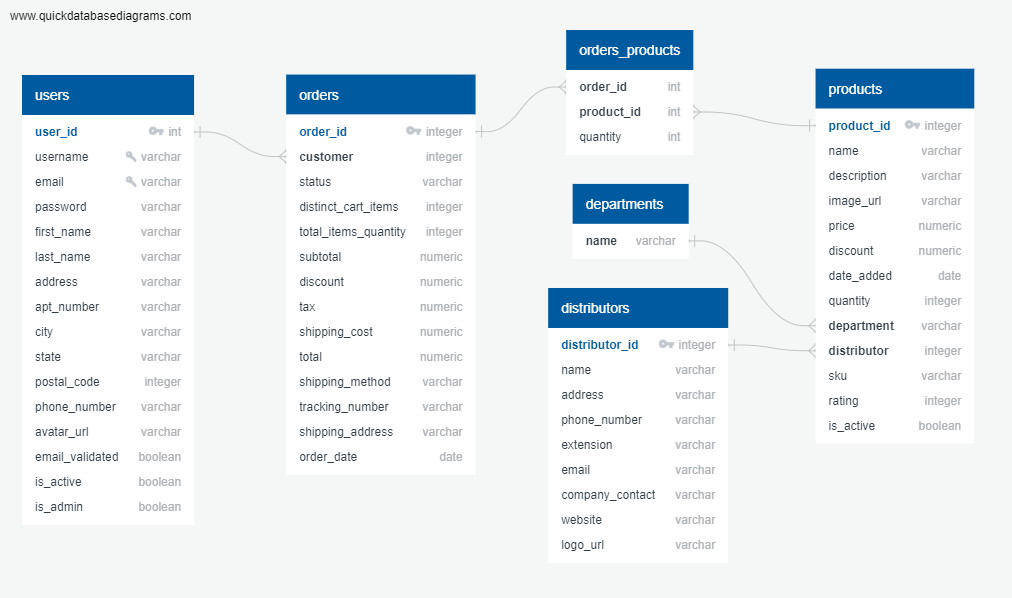 www.quickdatabasediagrams.com
users
user_id int
username varchar
email varchar
password varchar
first_name varchar
last_name varchar
address varchar
apt_number varchar
city varchar
state varchar
postal_code integer
phone_number varchar
avatar_url varchar
email_validated boolean
is_active boolean
is_admin boolean
orders
order_id integer
customer integer
status varchar
distinct_cart_items integer
total_items_quantity integer
subtotal numeric
discount numeric
tax numeric
shipping_cost numeric
total numeric
shipping_method varchar
tracking_number varchar
shipping_address varchar
order_date date
orders_products
order_id int
product_id int
quantity int
departments
name varchar
distributors
distributor_id integer
name varchar
address varchar
phone_number varchar
extension varchar
email varchar
company_contact varchar
website varchar
logo_url varchar
products
product_id integer
name varchar
description varchar
image_url varchar
price numeric
discount numeric
date_added date
quantity integer
department varchar
distributor integer
sku varchar
rating integer
is_active boolean